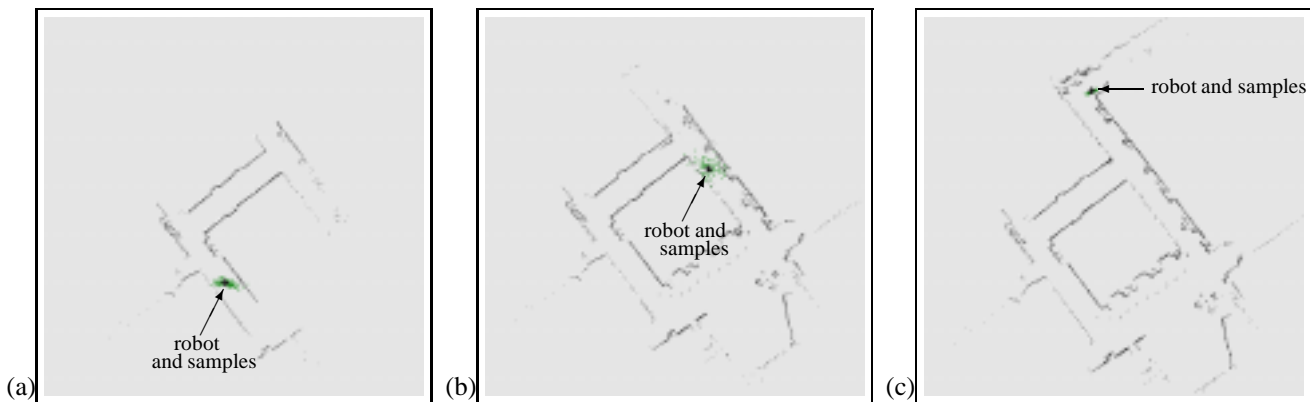 (a)
robot
and samples
(b)
robot and
samples
(c)
robot and samples